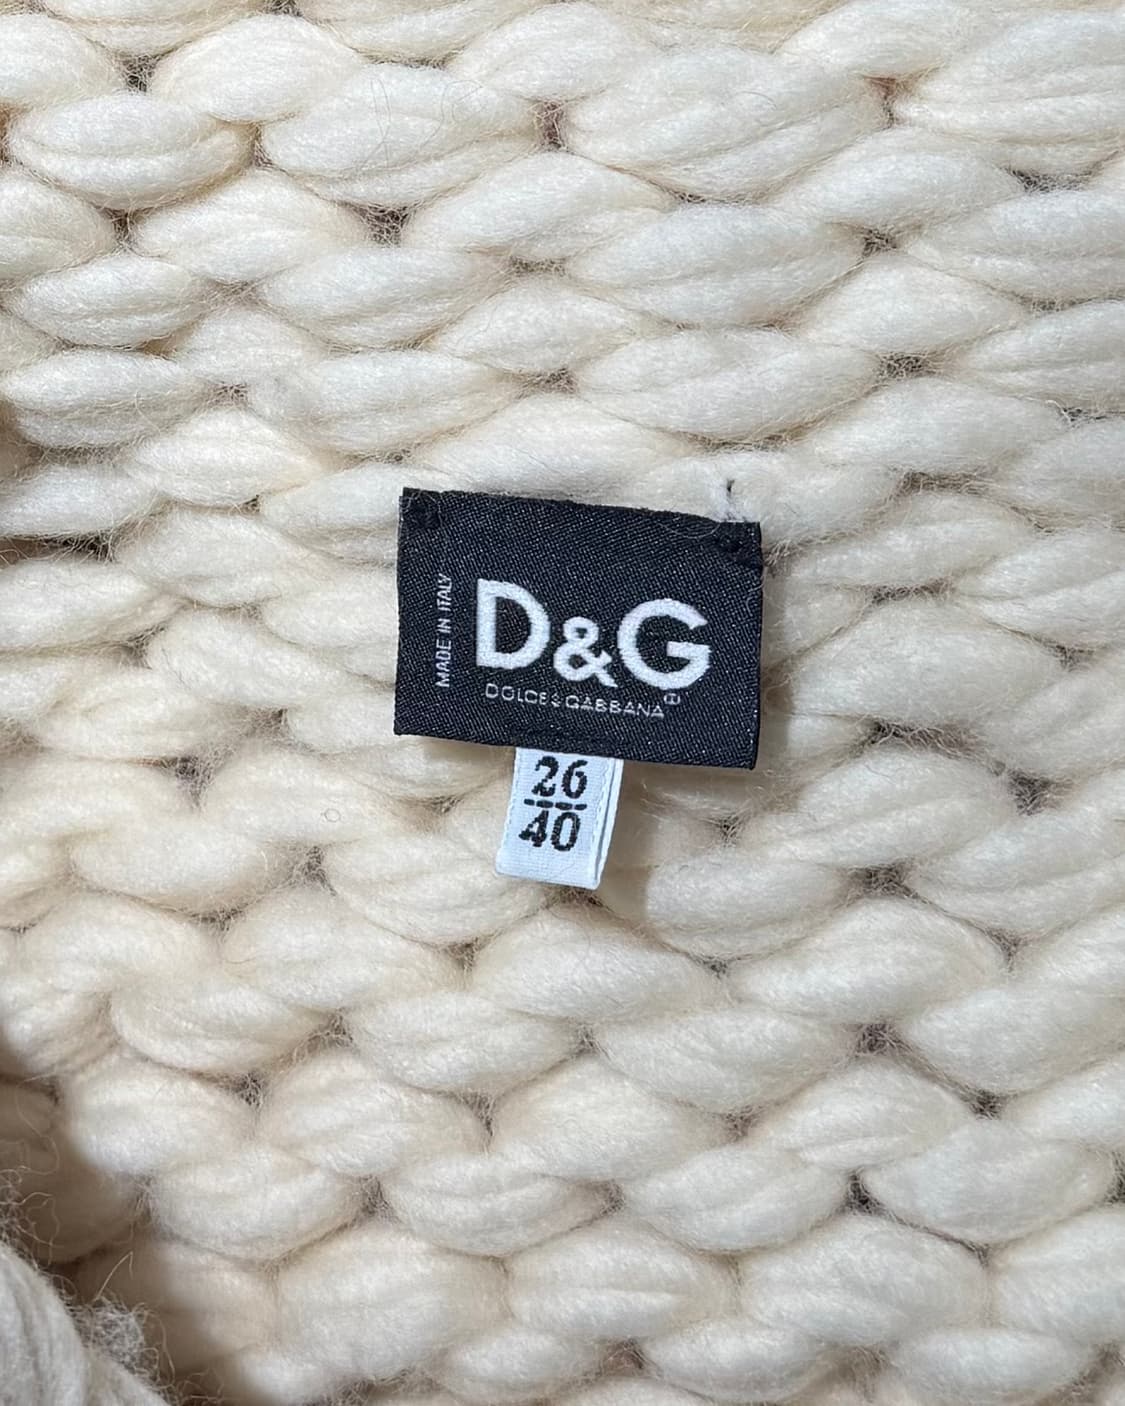 MADE IN ITALY
D&G
DOLCE & GABBANA®
26
40